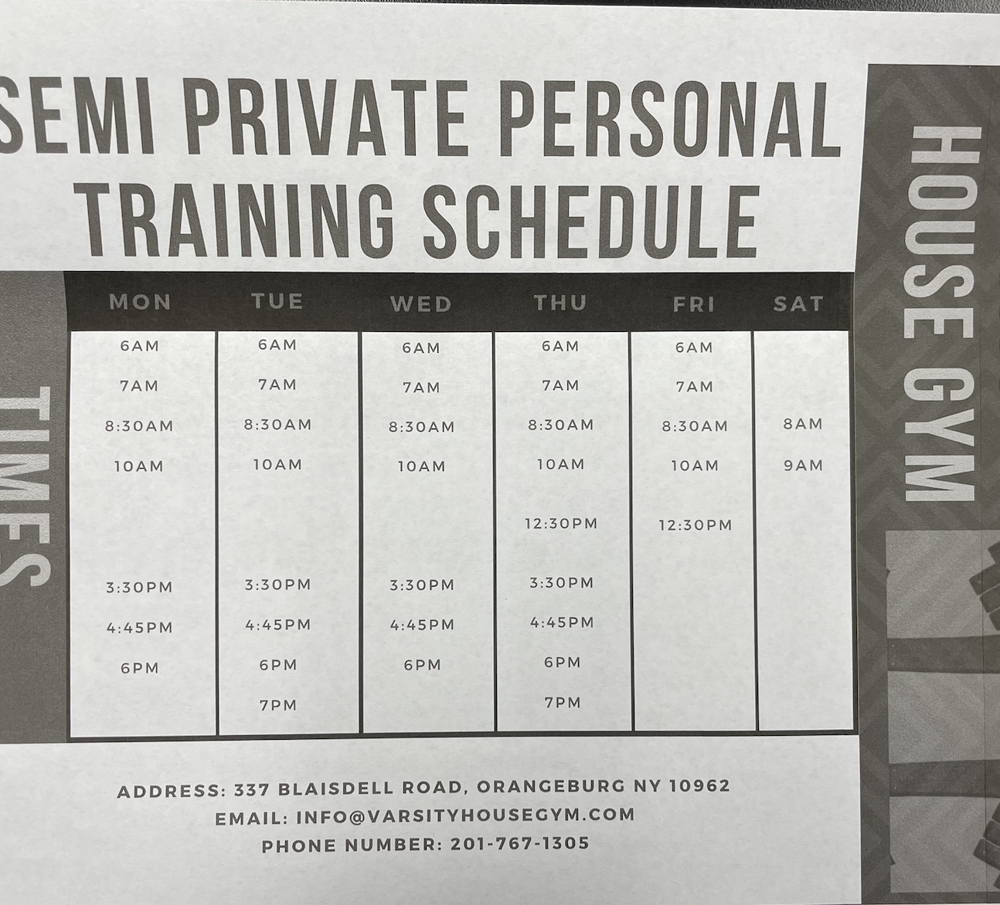 SEMI PRIVATE PERSONAL
TRAINING SCHEDULE
MON TUE WED THU FRI SAT
6AM 6AM 6AM 6AM 6AM
7AM 7AM 7AM 7AM 7AM
8:30AM 8:30AM 8:30AM 8:30AM 8:30AM 8AM
10AM 10AM 10AM 10AM 10AM 9AM
12:30PM 12:30PM
3:30PM 3:30PM 3:30PM 3:30PM
4:45PM 4:45PM 4:45PM 4:45PM
6PM 6PM 6PM 6PM
7PM 7PM
TIMES
HOUSE GYM
ADDRESS: 337 BLAISDELL ROAD, ORANGEBURG NY 10962
EMAIL: INFO@VARSITYHOUSEGYM.COM
PHONE NUMBER: 201-767-1305